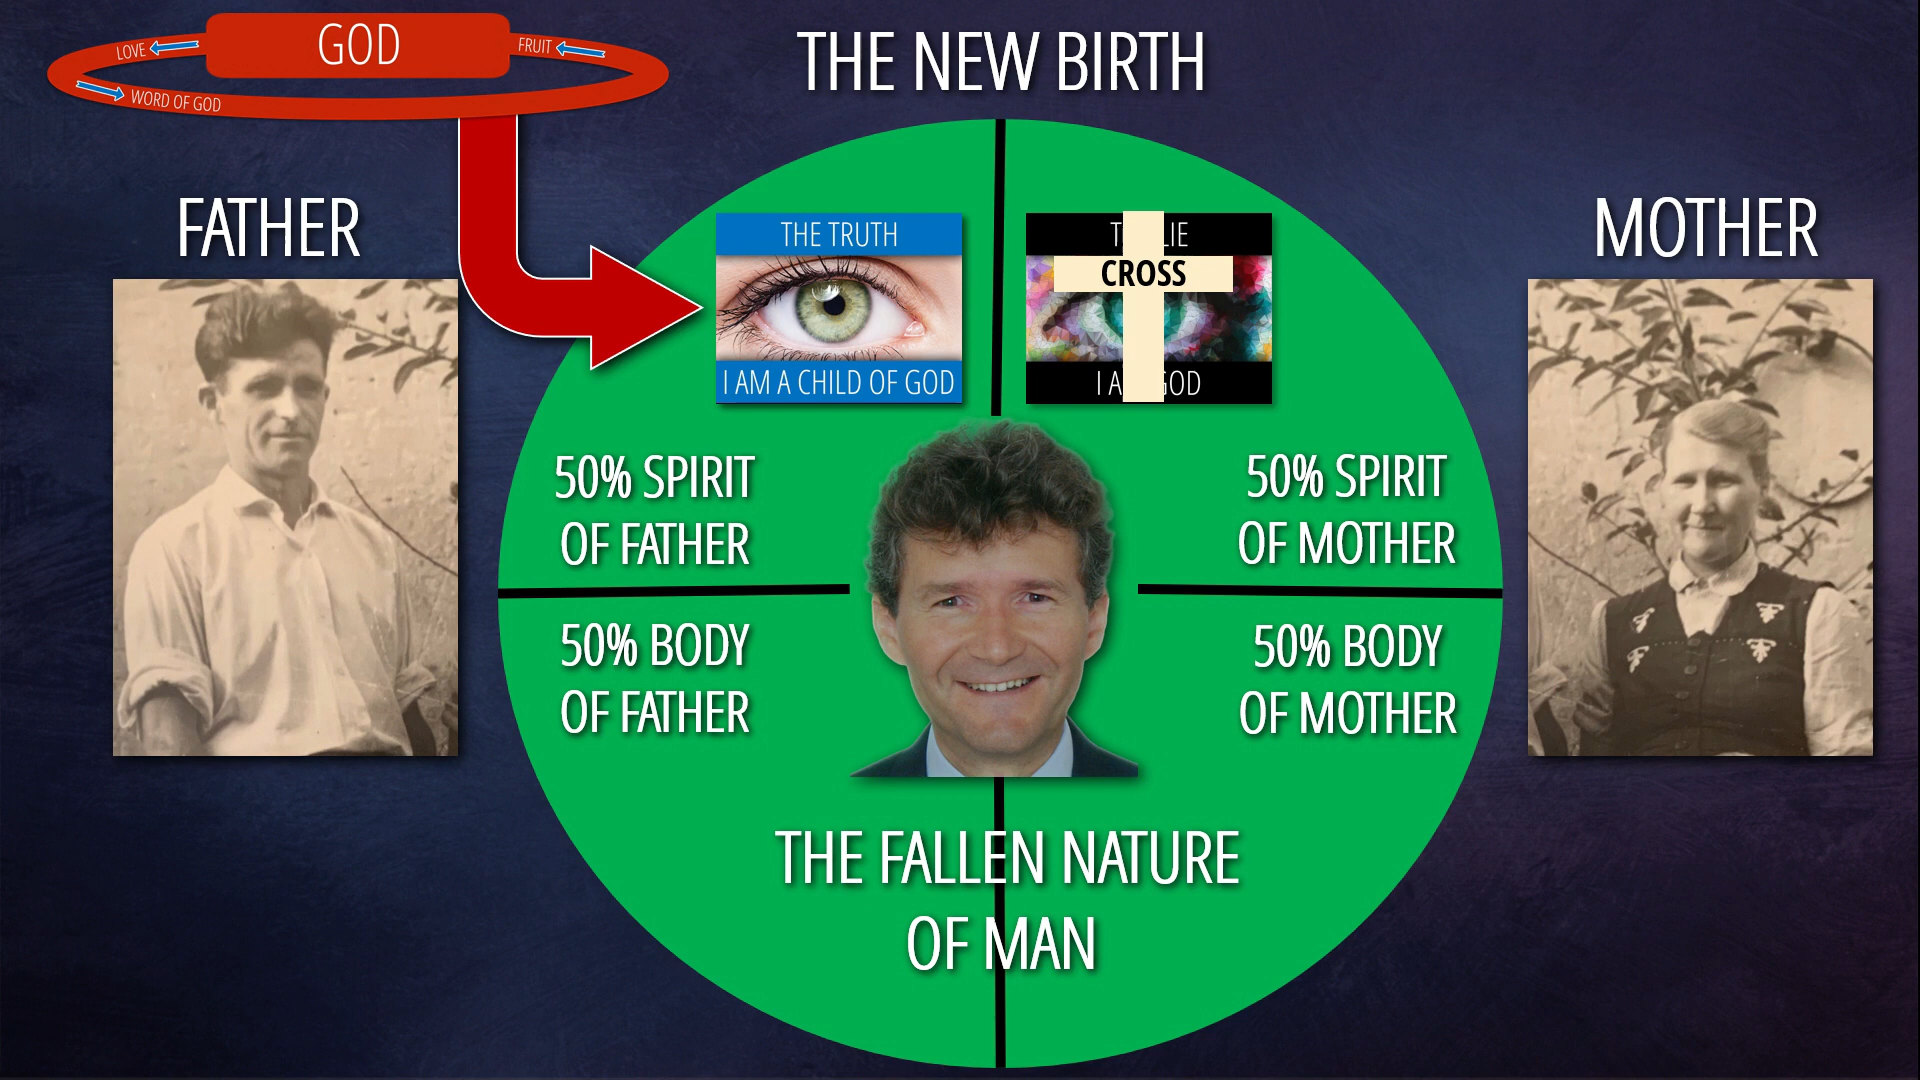 GOD
LOVE
FRUIT
WORD OF GOD
THE NEW BIRTH
FATHER
MOTHER
THE TRUTH
I AM A CHILD OF GOD
LIE
CROSS
GOD
50% SPIRIT
OF FATHER
50% SPIRIT
OF MOTHER
50% BODY
OF FATHER
50% BODY
OF MOTHER
THE FALLEN NATURE
OF MAN